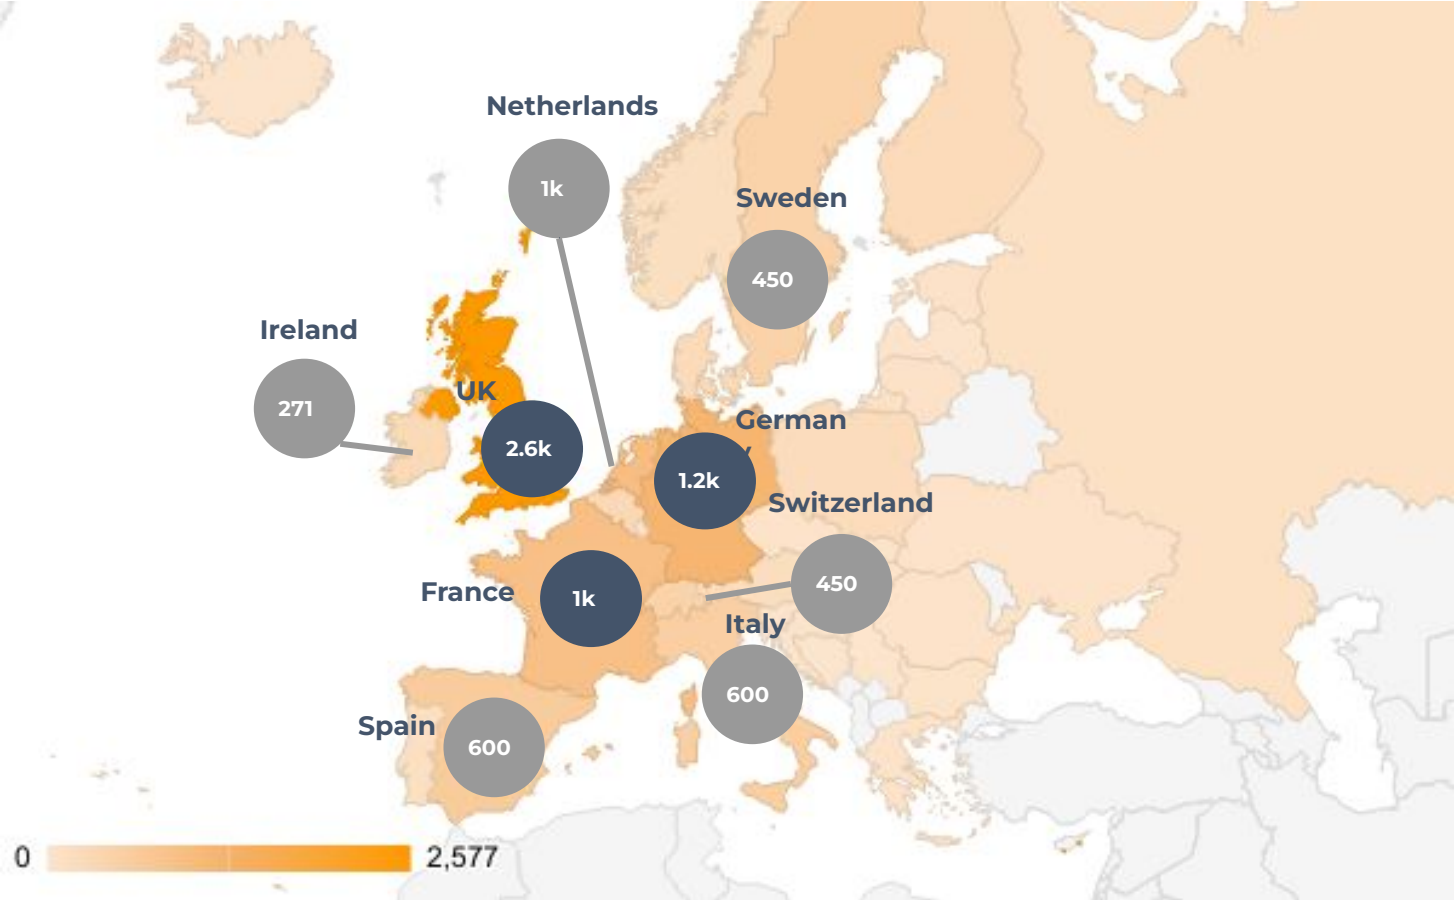 Netherlands
1k
Sweden
450
Ireland
271
UK
2.6k
German
y
1.2k
Switzerland
450
France
1k
Italy
600
Spain
600
0
2,577